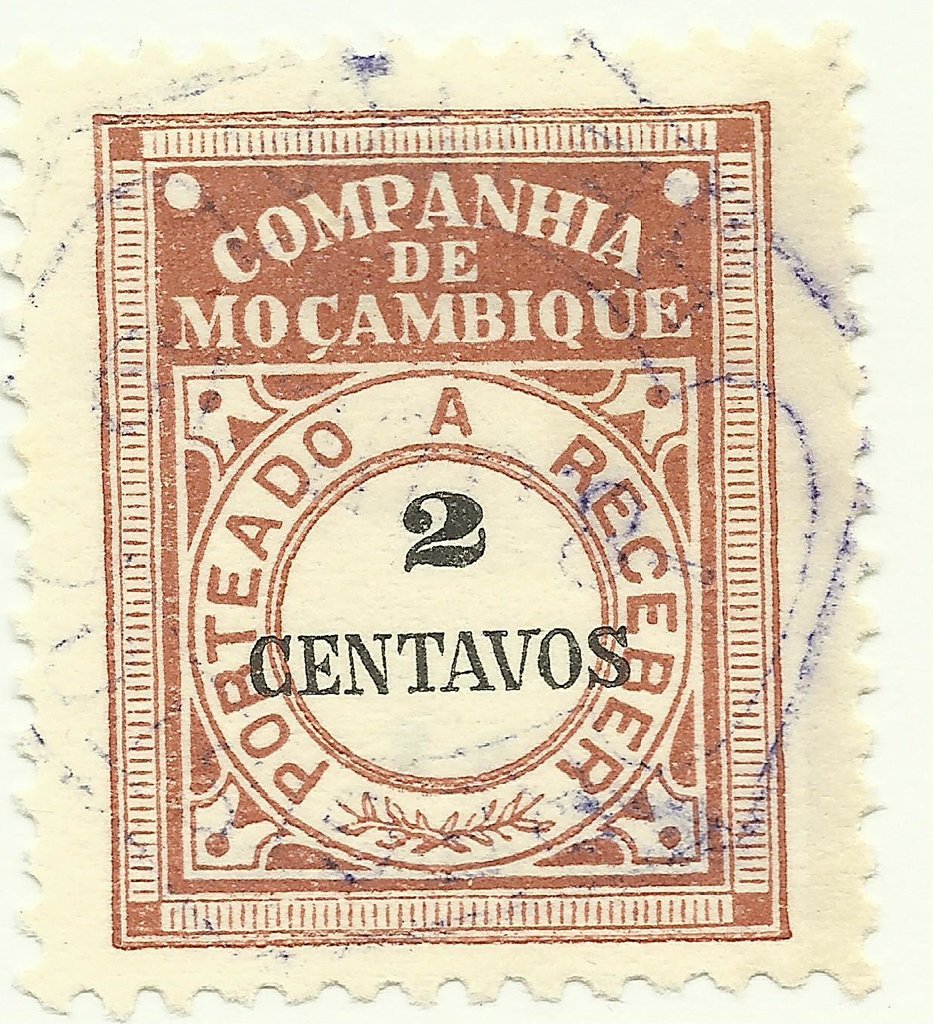 COMPANHIA
DE
MOÇAMBIQUE
PORTEADO A RECEBER
2
CENTAVOS